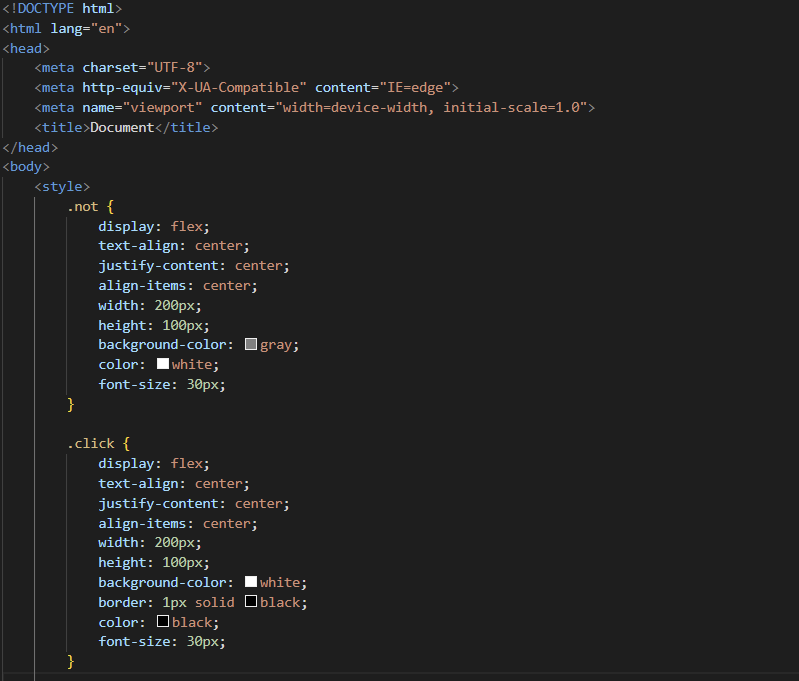 <!DOCTYPE html>
<html lang="en">
<head>
    <meta charset="UTF-8">
    <meta http-equiv="X-UA-Compatible" content="IE=edge">
    <meta name="viewport" content="width=device-width, initial-scale=1.0">
    <title>Document</title>
</head>
<body>
    <style>
        .not {
            display: flex;
            text-align: center;
            justify-content: center;
            align-items: center;
            width: 200px;
            height: 100px;
            background-color: gray;
            color: white;
            font-size: 30px;
        }

        .click {
            display: flex;
            text-align: center;
            justify-content: center;
            align-items: center;
            width: 200px;
            height: 100px;
            background-color: white;
            border: 1px solid black;
            color: black;
            font-size: 30px;
        }